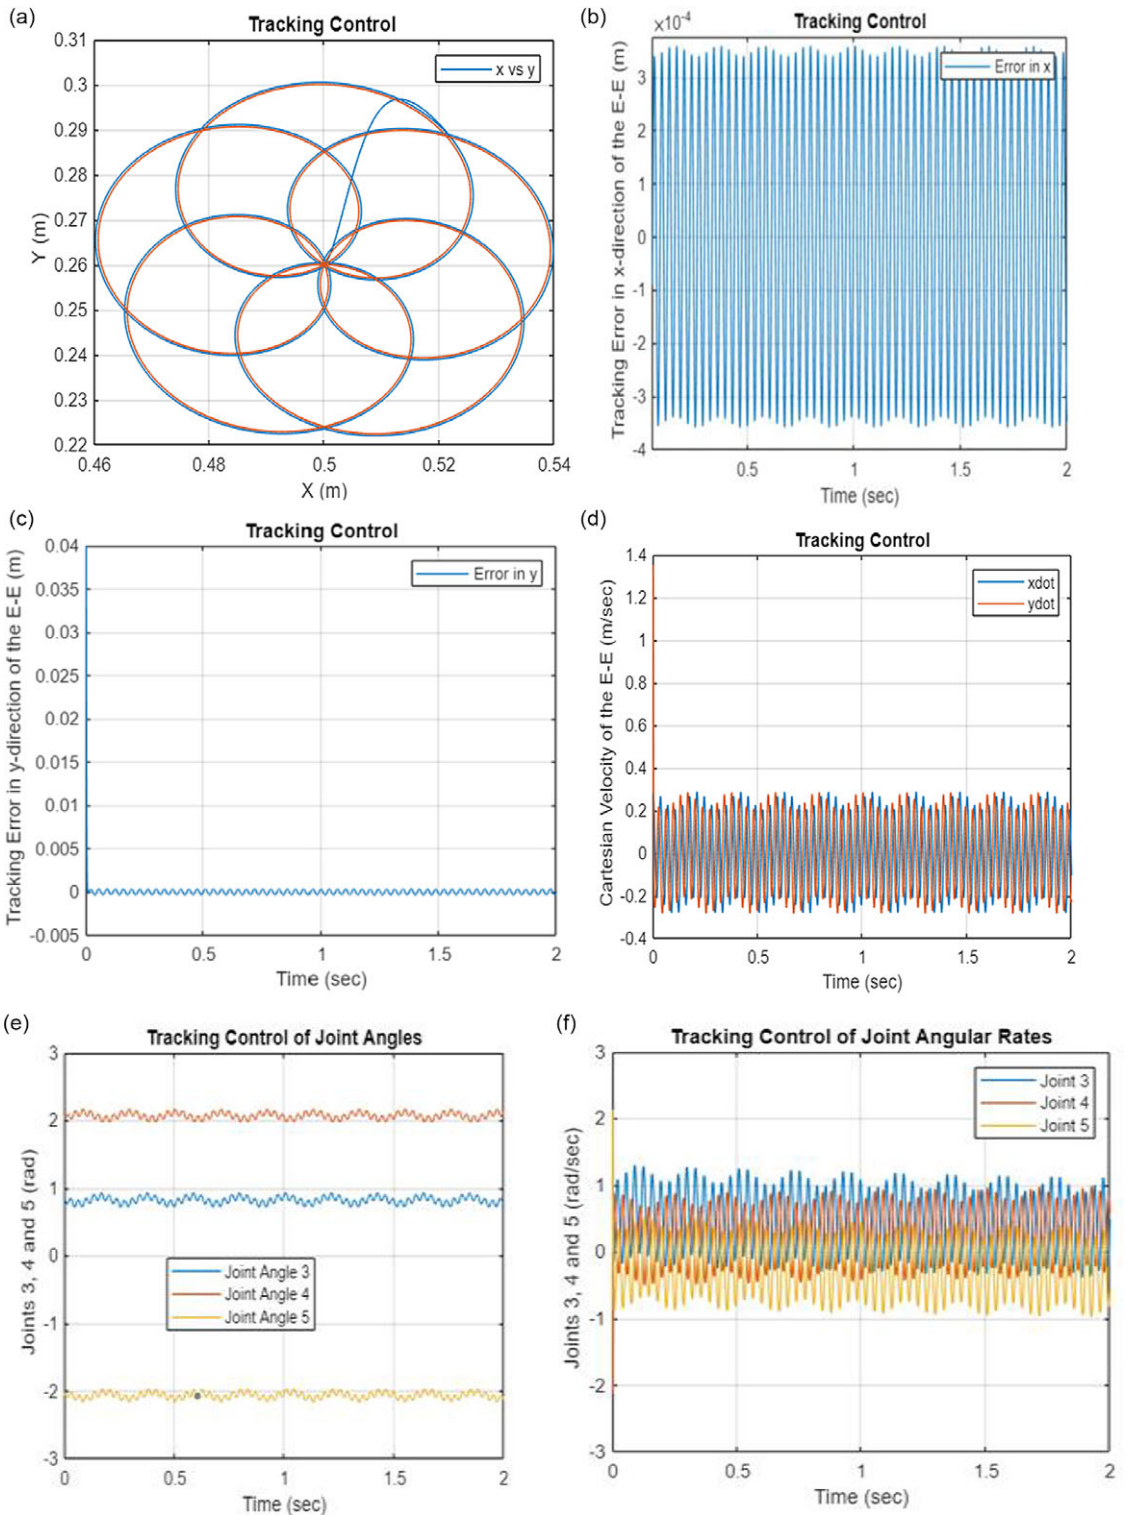 (a)
Tracking Control
0.31
0.3
0.29
0.28
0.27
0.26
0.25
0.24
0.23
0.22
Y (m)
x vs y
0.46
0.48
0.5
0.52
0.54
X (m)
(b)
Tracking Control
×10⁻⁴
3
2
1
0
-1
-2
-3
-4
Tracking Error in x-direction of the E-E (m)
Error in x
0.5
1
1.5
2
Time (sec)
(c)
Tracking Control
0.04
0.035
0.03
0.025
0.02
0.015
0.01
0.005
0
-0.005
Tracking Error in y-direction of the E-E (m)
Error in y
0
0.5
1
1.5
2
Time (sec)
(d)
Tracking Control
1.4
1.2
1
0.8
0.6
0.4
0.2
0
-0.2
-0.4
Cartesian Velocity of the E-E (m/sec)
xdot
ydot
0
0.5
1
1.5
2
Time (sec)
(e)
Tracking Control of Joint Angles
3
2
1
0
-1
-2
-3
Joints 3, 4 and 5 (rad)
Joint Angle 3
Joint Angle 4
Joint Angle 5
0
0.5
1
1.5
2
Time (sec)
(f)
Tracking Control of Joint Angular Rates
3
2
1
0
-1
-2
-3
Joints 3, 4 and 5 (rad/sec)
Joint 3
Joint 4
Joint 5
0
0.5
1
1.5
2
Time (sec)